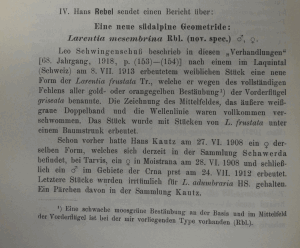 IV. Hans Rebel sendet einen Bericht über:
Eine neue südalpine Geometride:
Larentia mesembrina Rbl. (nov. spec.) ♂, ♀.
Leo Schwingenschuß beschrieb in diesen „Verhandlungen"
[68. Jahrgang, 1918, p. (153)—(154)] nach einem im Laquintal
(Schweiz) am 8. VII. 1913 erbeuteten weiblichen Stück eine neue
Form der Larentia frustata Tr., welche er wegen des vollständigen
Fehlens aller gold- oder orangegelben Bestäubung¹) der Vorderflügel
grisseata benannte. Die Zeichnung des Mittelfeldes, das äußere weiß-
graue Doppelband und die Wellenlinie waren vollkommen ver-
schwommen. Das Stück wurde mit Stücken von L. frustata unter
einem Baumstrunk erbeutet.
Schon vorher hatte Hans Kautz am 27. VI. 1908 ein ♀ der-
selben Form, welches sich derzeit in der Sammlung Schawerda
befindet, bei Tarvis, ein ♀ in Moistrana am 28. VI. 1908 und schließ-
lich ein ♂ im Gebiete der Crna prst am 24. VII. 1912 erbeutet.
Letztere Stücke wurden irrtümlich für L. adumbraria HS. gehalten.
Ein Pärchen davon in der Sammlung Kautz.
¹) Eine schwache moosgrüne Bestäubung an der Basis und im Mittelfeld
der Vorderflügel ist bei der mir vorliegenden Type vorhanden (Rbl.).